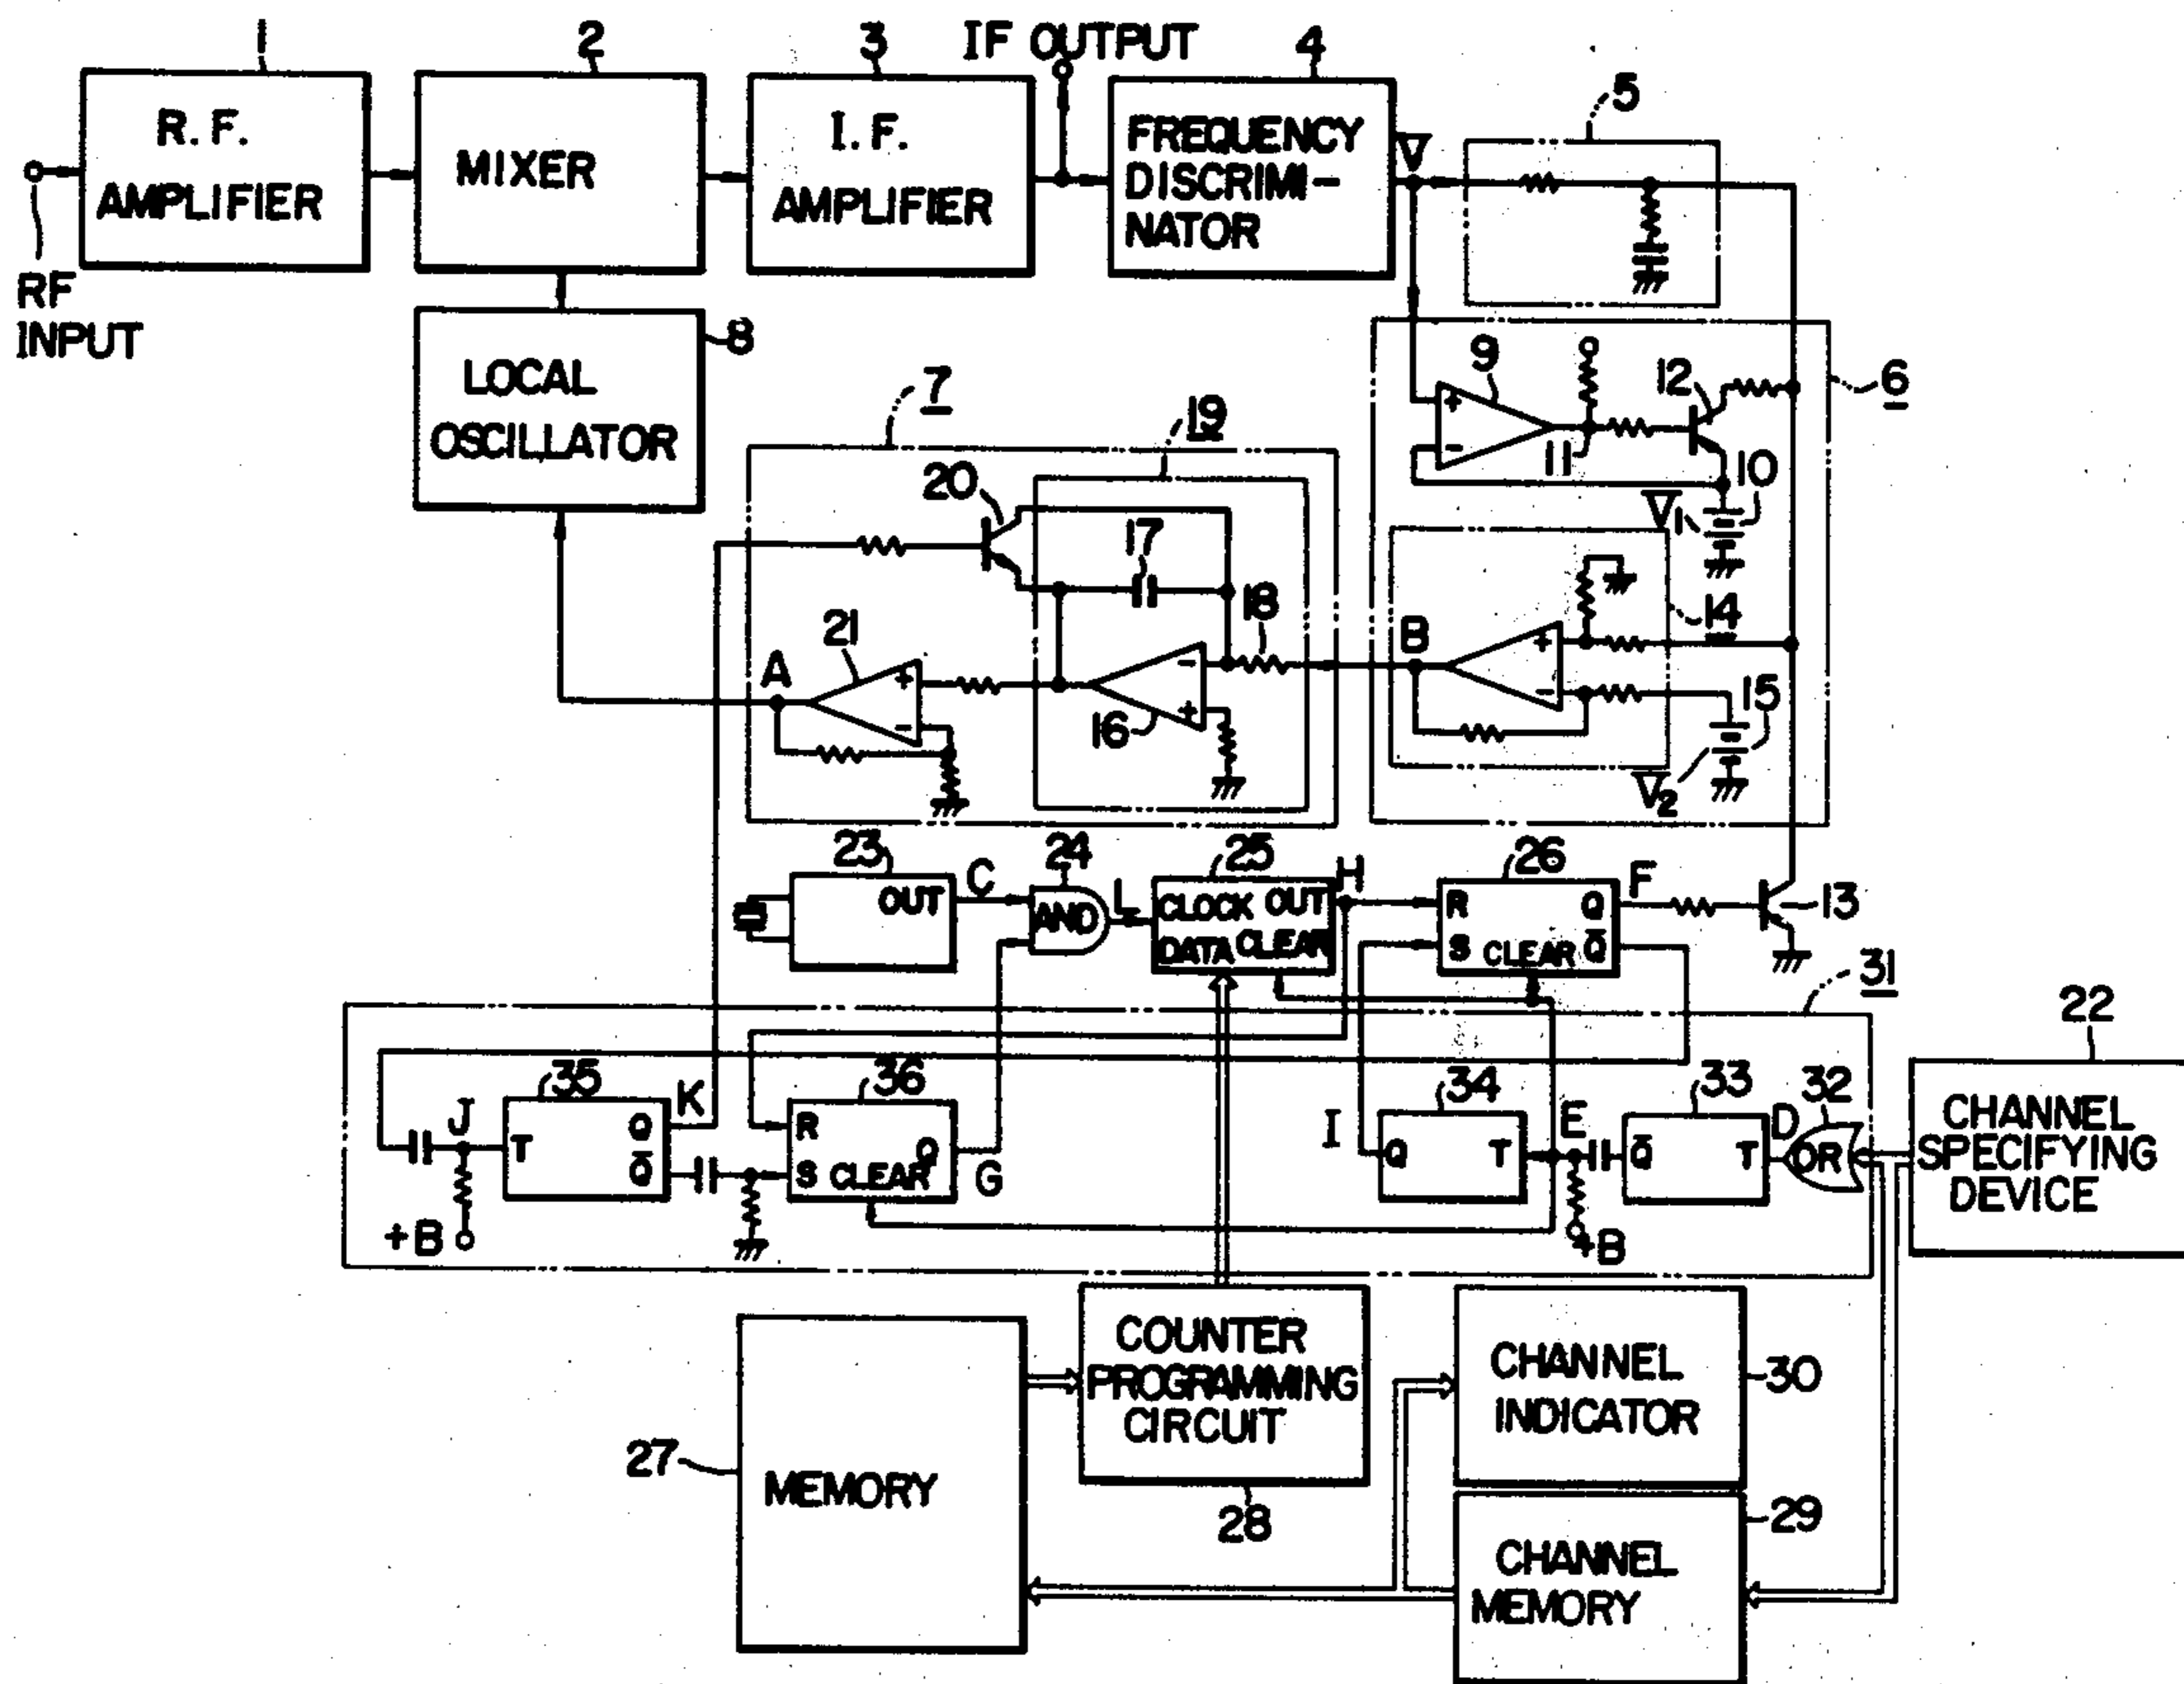 1
2
3
IF OUTPUT
4
5
R. F.
AMPLIFIER
MIXER
I. F.
AMPLIFIER
FREQUENCY
DISCRIMI-
NATOR
V
RF
INPUT
LOCAL
OSCILLATOR
8
7
19
9
12
6
11
10
V1
20
17
18
14
B
21
A
16
15
V2
+
-
+
-
+
-
+
-
23
OUT
C
24
AND
L
25
CLOCK OUT
DATA CLEAR
H
26
R Q
S CLEAR Q̅
F
13
31
22
35
J
T Q
Q̅
K
36
R
S CLEAR Q
G
+B
I
34
Q T
E
33
Q̅ T
D
32
OR
+B
CHANNEL
SPECIFYING
DEVICE
27
MEMORY
COUNTER
PROGRAMMING
CIRCUIT
28
CHANNEL
INDICATOR
30
CHANNEL
MEMORY
29